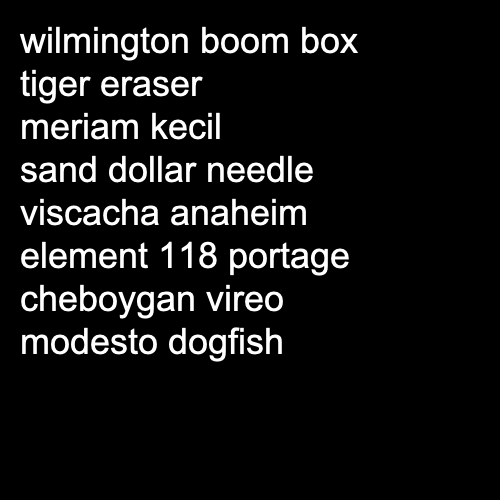 wilmington boom box
tiger eraser
meriam kecil
sand dollar needle
viscacha anaheim
element 118 portage
cheboygan vireo
modesto dogfish